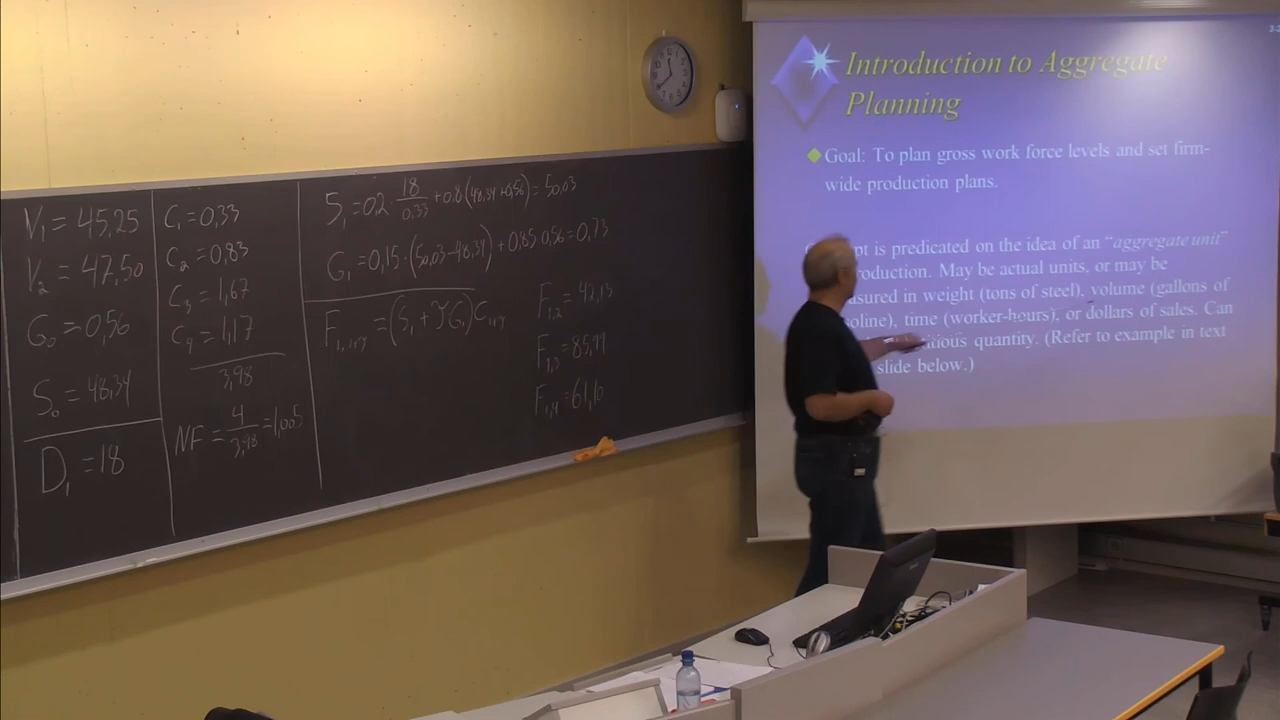 V₁ = 45,25
V₂ = 47,50
G₀ = 0,56
S₀ = 48,34
D₁ = 18
C₁ = 0,33
C₂ = 0,83
C₃ = 1,67
C₄ = 1,17
3,98
NF = 4/3,98 = 1,005
S₁ = 0,2 · 18/0,33 + 0,8 (48,34 + 0,56) = 50,03
G₁ = 0,15 · (50,03 - 48,34) + 0,85 · 0,56 = 0,73
F₁,₁₊τ = (S₁ + τG₁) C₁₊τ
F₁,₂ = 42,13
F₁,₃ =
F₁,₄ = 61,10
Introduction to Aggregate
Planning
Goal: To plan gross work force levels and set firm-
wide production plans.
is predicated on the idea of an "aggregate unit"
May be actual units, or may be
in weight (tons of steel), volume (gallons of
time (worker-hours), or dollars of sales. Can
quantity. (Refer to example in text
slide below.)